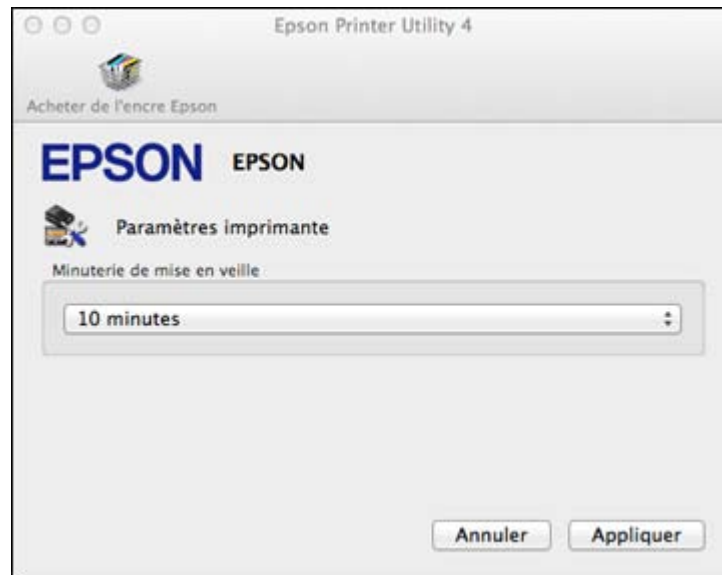 Epson Printer Utility 4
Acheter de l'encre Epson
EPSON EPSON
Paramètres imprimante
Minuterie de mise en veille
10 minutes
Annuler Appliquer